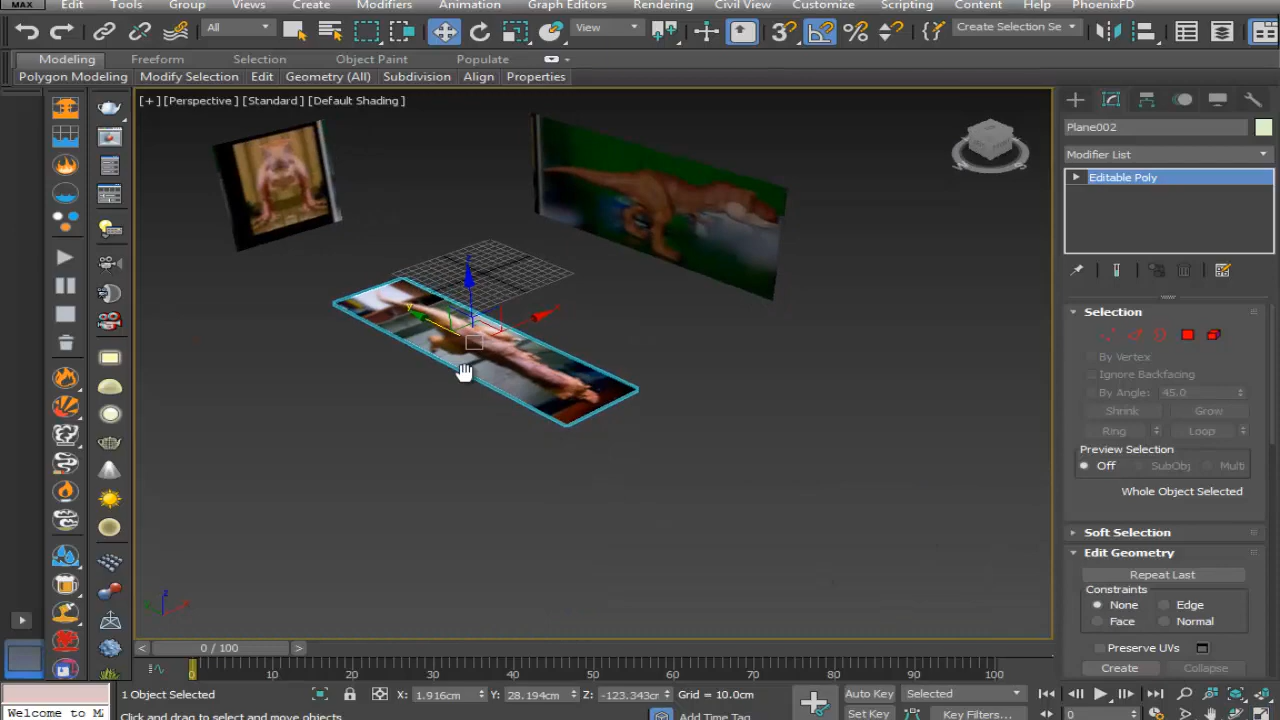 MAX Edit Tools Group Views Create Modifiers Animation Graph Editors Rendering Civil View Customize Scripting Content Help PhoenixFD
All View Create Selection Se
Modeling Freeform Selection Object Paint Populate
Polygon Modeling Modify Selection Edit Geometry (All) Subdivision Align Properties
[+] [Perspective] [Standard] [Default Shading]
Plane002
Modifier List
Editable Poly
Selection
By Vertex
Ignore Backfacing
By Angle: 45.0
Shrink Grow
Ring Loop
Preview Selection
Off SubObj Multi
Whole Object Selected
Soft Selection
Edit Geometry
Repeat Last
Constraints
None Edge
Face Normal
Preserve UVs
Create Collapse
0 / 100
0 10 20 30 40 50 60 70 80 90 100
1 Object Selected X: 1.916cm Y: 28.194cm Z: -123.343cm Grid = 10.0cm Auto Key Selected
Welcome to M Click and drag to select and move objects Add Time Tag Set Key Key Filters... 0